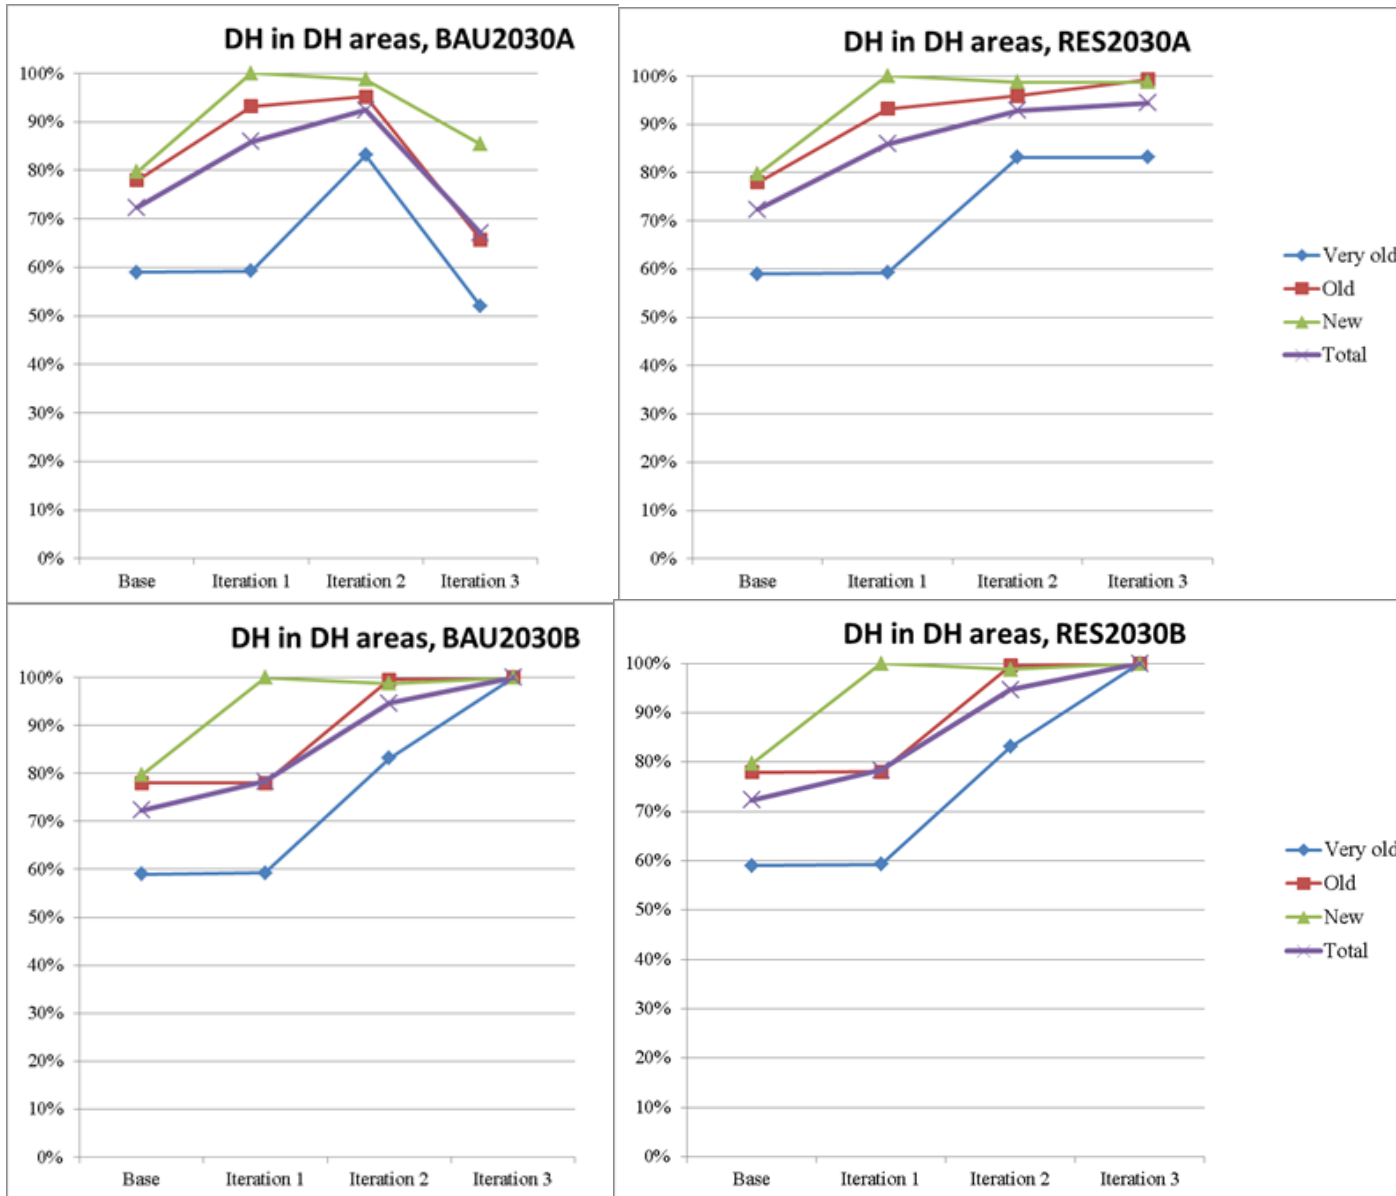 DH in DH areas, BAU2030A
100%
90%
80%
70%
60%
50%
40%
30%
20%
10%
0%
Base Iteration 1 Iteration 2 Iteration 3
DH in DH areas, RES2030A
100%
90%
80%
70%
60%
50%
40%
30%
20%
10%
0%
Base Iteration 1 Iteration 2 Iteration 3
Very old
Old
New
Total
DH in DH areas, BAU2030B
100%
90%
80%
70%
60%
50%
40%
30%
20%
10%
0%
Base Iteration 1 Iteration 2 Iteration 3
DH in DH areas, RES2030B
100%
90%
80%
70%
60%
50%
40%
30%
20%
10%
0%
Base Iteration 1 Iteration 2 Iteration 3
Very old
Old
New
Total